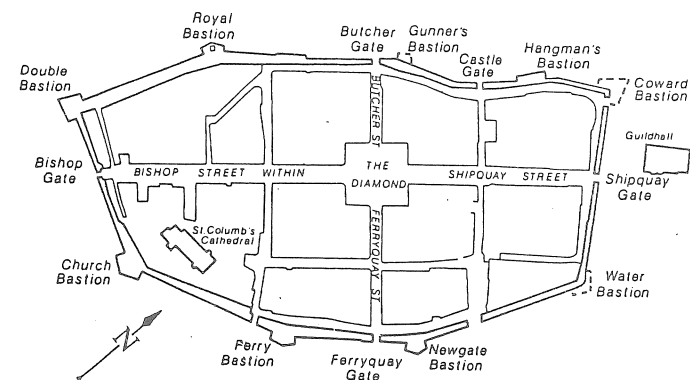 Royal
Bastion
Butcher
Gate
Gunner's
Bastion
Castle
Gate
Hangman's
Bastion
Double
Bastion
Coward
Bastion
BUTCHER ST
Guildhall
Bishop
Gate
BISHOP STREET WITHIN
THE
DIAMOND
SHIPQUAY STREET
Shipquay
Gate
St. Columb's
Cathedral
FERRYQUAY ST
Church
Bastion
Water
Bastion
N
Ferry
Bastion
Ferryquay
Gate
Newgate
Bastion